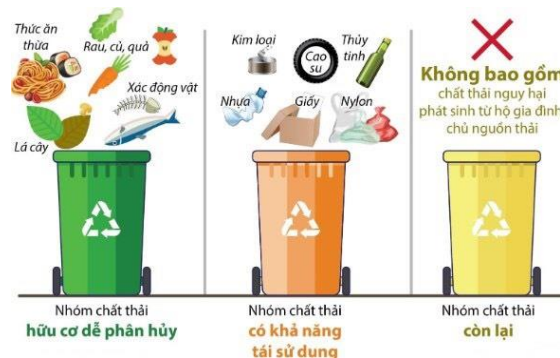 Thức ăn
thừa
Rau, củ, quả
Xác động vật
Lá cây
Nhóm chất thải
hữu cơ dễ phân hủy
Kim loại
Cao
su
Thủy
tinh
Nhựa
Giấy
Nylon
Nhóm chất thải
có khả năng
tái sử dụng
Không bao gồm
chất thải nguy hại
phát sinh từ hộ gia đình,
chủ nguồn thải
Nhóm chất thải
còn lại